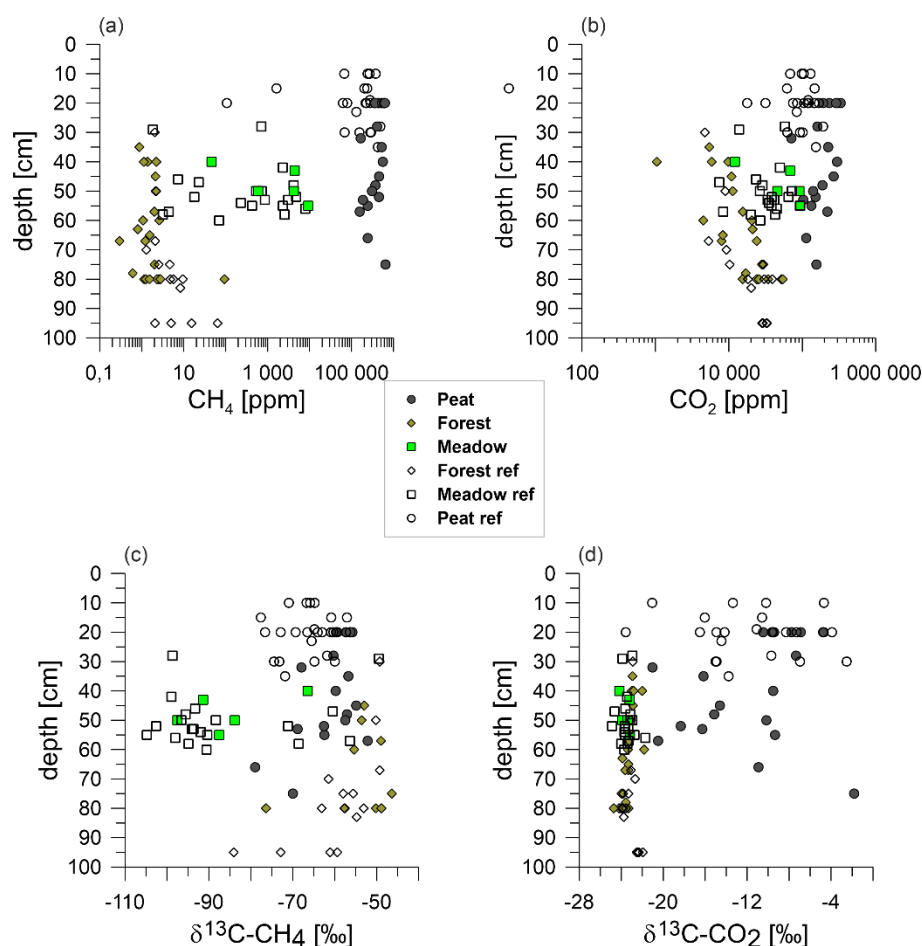 (a)
0
10
20
30
40
50
60
70
80
90
100
depth [cm]
0,1 10 1 000 100 000
CH4 [ppm]
(b)
0
10
20
30
40
50
60
70
80
90
100
depth [cm]
100 10 000 1 000 000
CO2 [ppm]
Peat
Forest
Meadow
Forest ref
Meadow ref
Peat ref
(c)
0
10
20
30
40
50
60
70
80
90
100
depth [cm]
-110 -90 -70 -50
δ13C-CH4 [‰]
(d)
0
10
20
30
40
50
60
70
80
90
100
depth [cm]
-28 -20 -12 -4
δ13C-CO2 [‰]